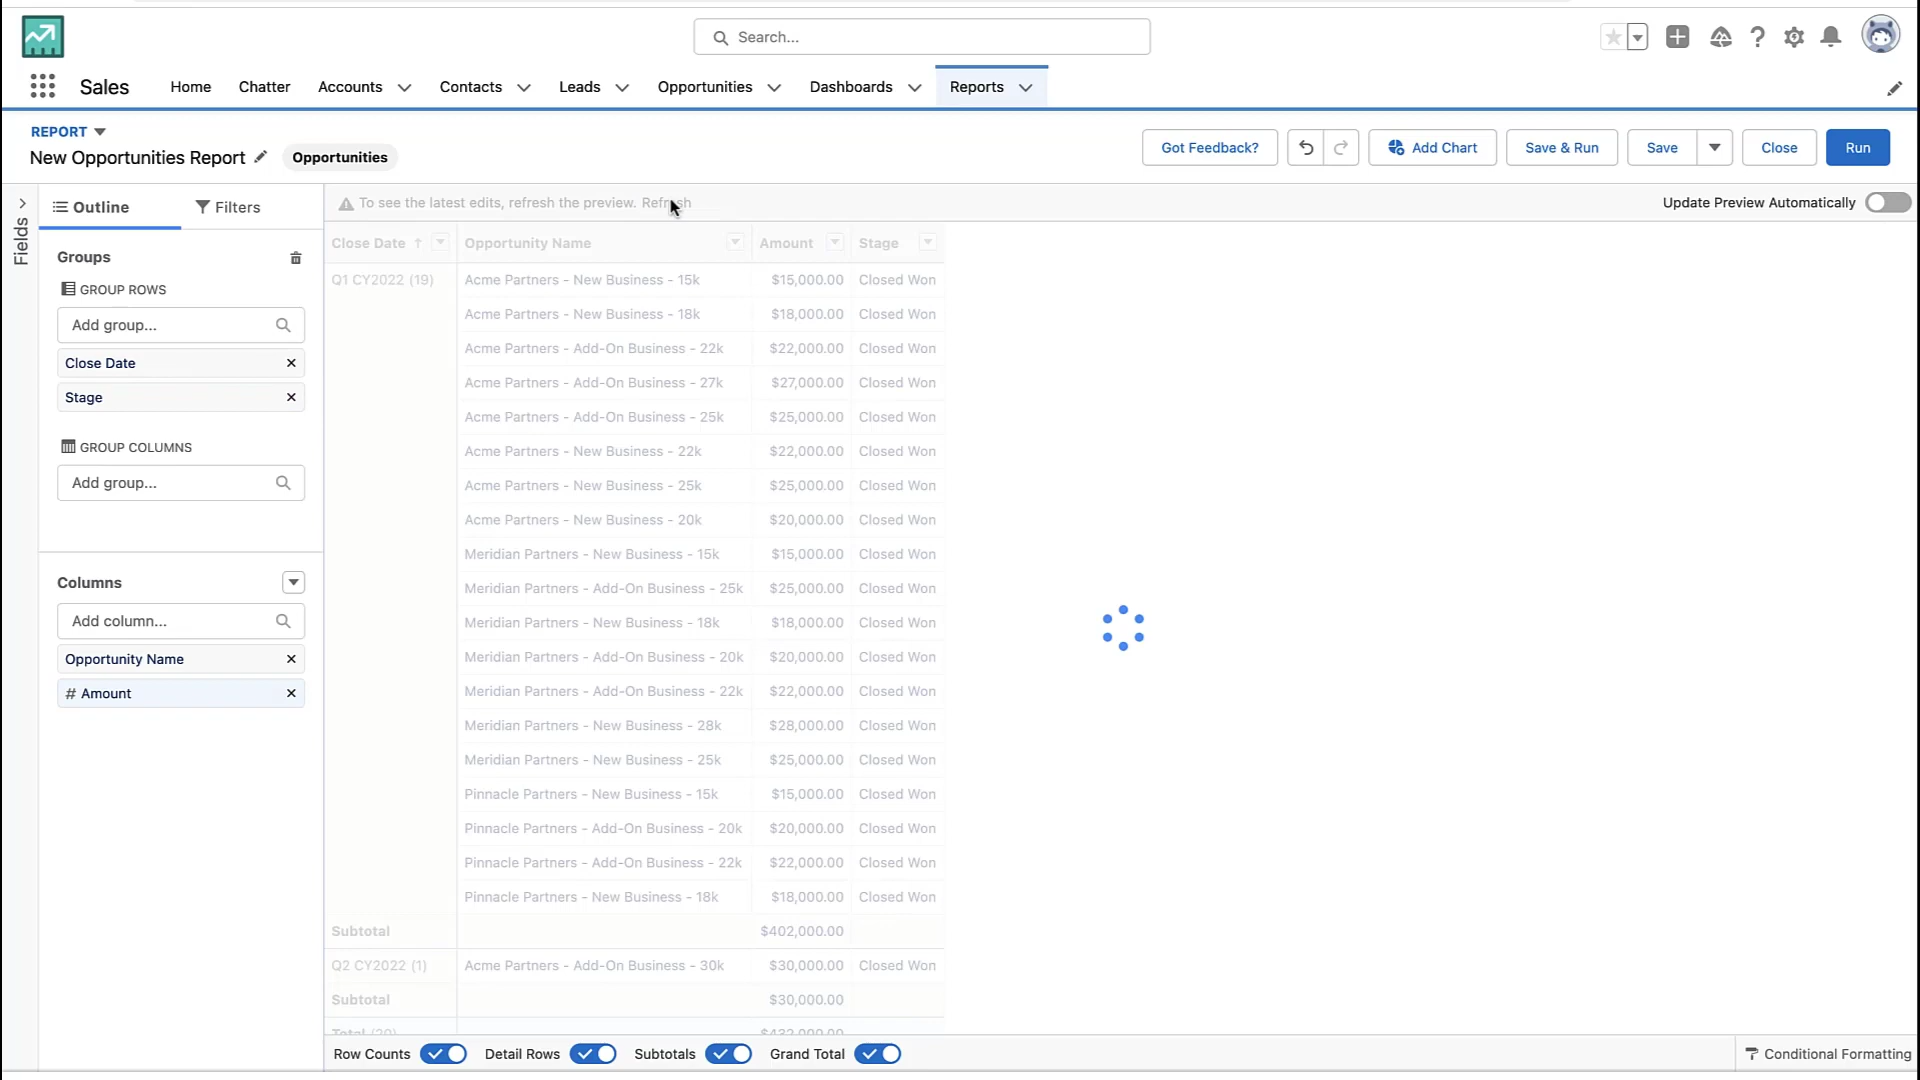 Search...
Sales Home Chatter Accounts Contacts Leads Opportunities Dashboards Reports
REPORT
New Opportunities Report Opportunities
Got Feedback? Add Chart Save & Run Save Close Run
Fields
Outline Filters
To see the latest edits, refresh the preview. Refresh
Update Preview Automatically
Groups
GROUP ROWS
Add group...
Close Date
Stage
GROUP COLUMNS
Add group...
Columns
Add column...
Opportunity Name
# Amount
Close Date ↑ Opportunity Name Amount Stage
Q1 CY2022 (19) Acme Partners - New Business - 15k $15,000.00 Closed Won
Acme Partners - New Business - 18k $18,000.00 Closed Won
Acme Partners - Add-On Business - 22k $22,000.00 Closed Won
Acme Partners - Add-On Business - 27k $27,000.00 Closed Won
Acme Partners - Add-On Business - 25k $25,000.00 Closed Won
Acme Partners - New Business - 22k $22,000.00 Closed Won
Acme Partners - New Business - 25k $25,000.00 Closed Won
Acme Partners - New Business - 20k $20,000.00 Closed Won
Meridian Partners - New Business - 15k $15,000.00 Closed Won
Meridian Partners - Add-On Business - 25k $25,000.00 Closed Won
Meridian Partners - New Business - 18k $18,000.00 Closed Won
Meridian Partners - Add-On Business - 20k $20,000.00 Closed Won
Meridian Partners - Add-On Business - 22k $22,000.00 Closed Won
Meridian Partners - New Business - 28k $28,000.00 Closed Won
Meridian Partners - New Business - 25k $25,000.00 Closed Won
Pinnacle Partners - New Business - 15k $15,000.00 Closed Won
Pinnacle Partners - Add-On Business - 20k $20,000.00 Closed Won
Pinnacle Partners - Add-On Business - 22k $22,000.00 Closed Won
Pinnacle Partners - New Business - 18k $18,000.00 Closed Won
Subtotal $402,000.00
Q2 CY2022 (1) Acme Partners - Add-On Business - 30k $30,000.00 Closed Won
Subtotal $30,000.00
Total (20) $432,000.00
Row Counts Detail Rows Subtotals Grand Total Conditional Formatting